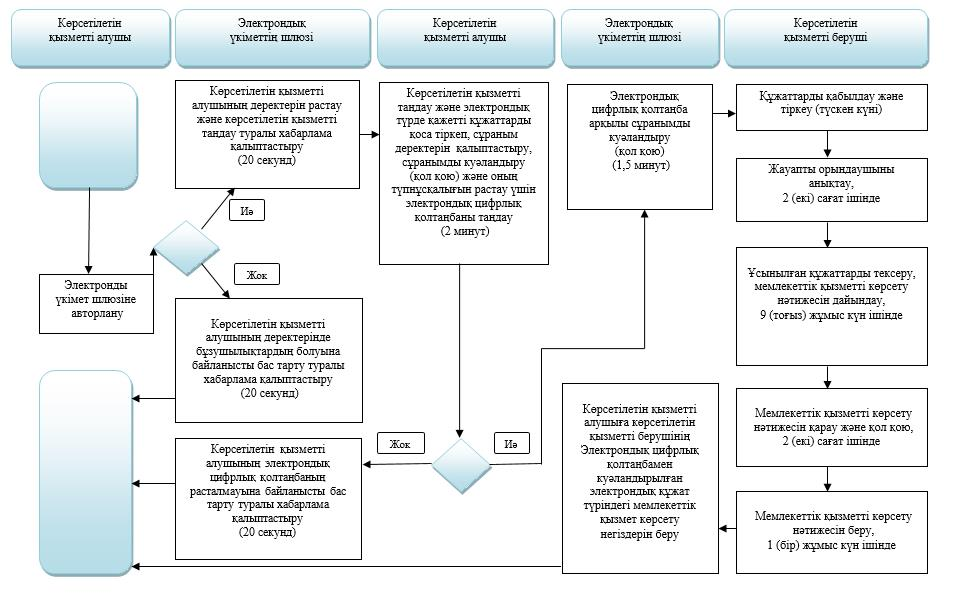 Көрсетілетін
қызметті алушы
Электрондық
үкіметтің шлюзі
Көрсетілетін
қызметті алушы
Электрондық
үкіметтің шлюзі
Көрсетілетін
қызметті беруші
Көрсетілетін қызметті
алушының деректерін растау
және көрсетілетін қызметті
таңдау туралы хабарлама
қалыптастыру
(20 секунд)
Көрсетілетін қызметті
таңдау және электрондық
түрде қажетті құжаттарды
қоса тіркеп, сұраным
деректерін қалыптастыру,
сұранымды куәландыру
(қол қою) және оның
түпнұсқалығын растау үшін
электрондық цифрлық
қолтаңбаны таңдау
(2 минут)
Электрондық
цифрлық қолтаңба
арқылы сұранымды
куәландыру
(қол қою)
(1,5 минут)
Құжаттарды қабылдау және
тіркеу (түскен күні)
Жауапты орындаушыны
анықтау,
2 (екі) сағат ішінде
Иә
Жок
Электронды
үкімет шлюзіне
авторлану
Ұсынылған құжаттарды тексеру,
мемлекеттік қызметті көрсету
нәтижесін дайындау,
9 (тоғыз) жұмыс күн ішінде
Көрсетілетін қызметті
алушының деректерінде
бұзушылықтардың болуына
байланысты бас тарту туралы
хабарлама қалыптастыру
(20 секунд)
Көрсетілетін қызметті
алушыға көрсетілетін
қызметті берушінің
Электрондық цифрлық
қолтаңбамен
куәландырылған
электрондық құжат
түріндегі мемлекеттік
қызмет көрсету
негіздерін беру
Мемлекеттік қызметті көрсету
нәтижесін қарау және қол қою,
2 (екі) сағат ішінде
Жок
Иә
Көрсетілетін қызметті
алушының электрондық
цифрлық қолтаңбаның
расталмауына байланысты бас
тарту туралы хабарлама
қалыптастыру
(20 секунд)
Мемлекеттік қызметті көрсету
нәтижесін беру,
1 (бір) жұмыс күн ішінде